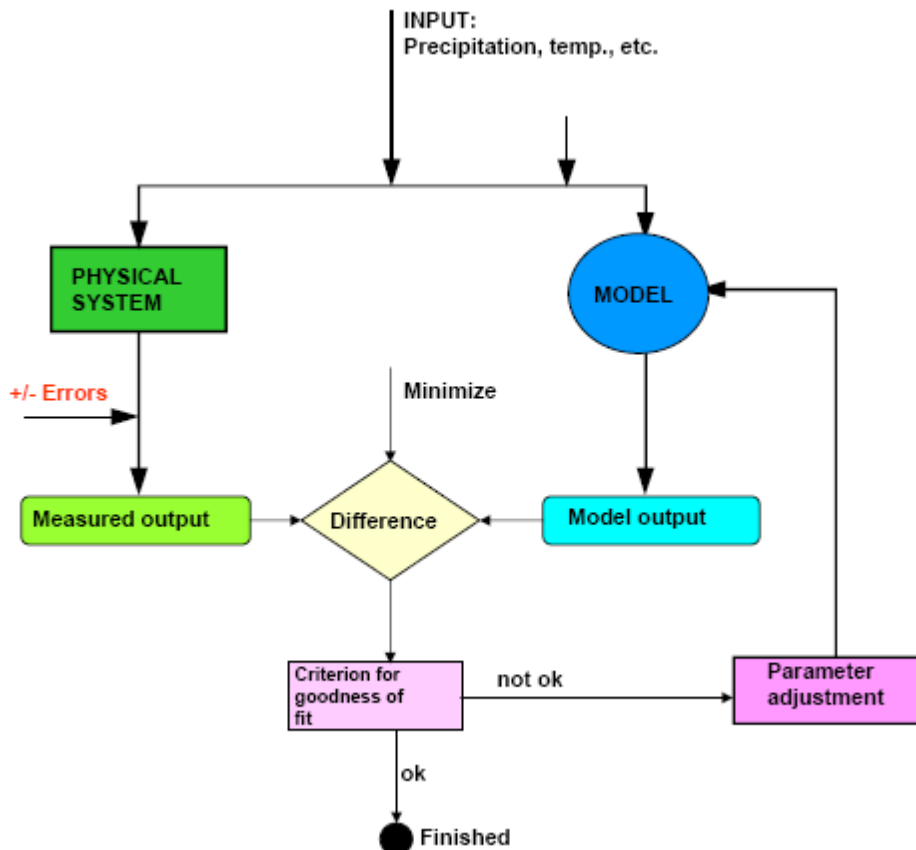 INPUT:
Precipitation, temp., etc.
PHYSICAL
SYSTEM
MODEL
+/- Errors
Minimize
Measured output
Difference
Model output
Criterion for
goodness of
fit
not ok
Parameter
adjustment
ok
Finished